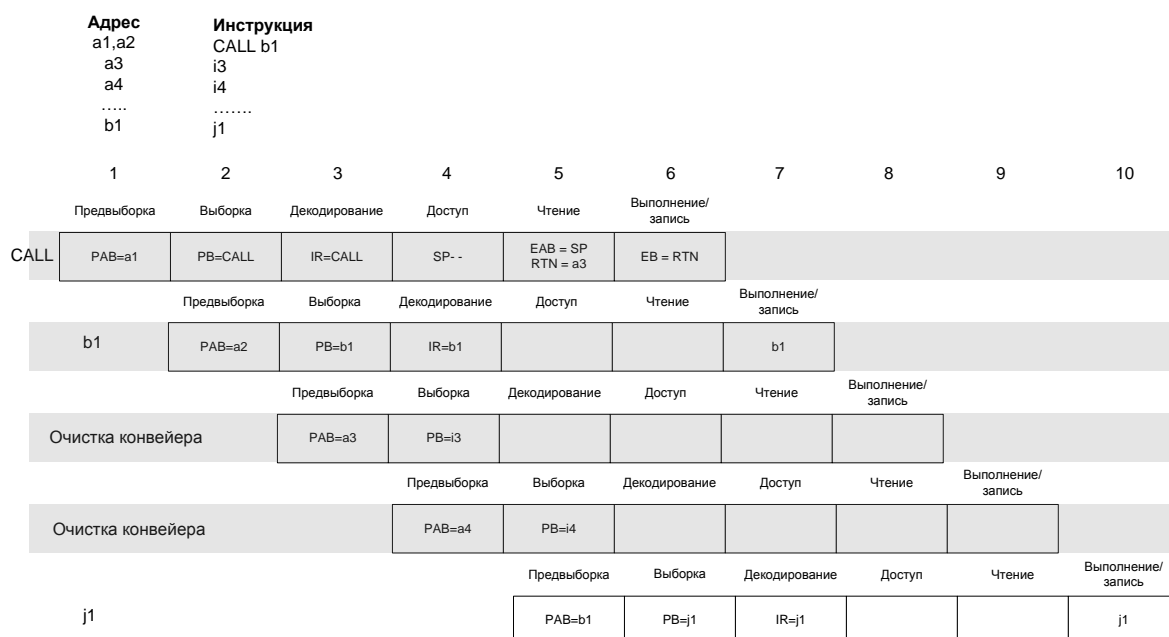 Адрес Инструкция
a1,a2 CALL b1
a3 i3
a4 i4
….. …….
b1 j1
1 2 3 4 5 6 7 8 9 10
Предвыборка Выборка Декодирование Доступ Чтение Выполнение/
запись
CALL PAB=a1 PB=CALL IR=CALL SP- - EAB = SP EB = RTN
RTN = a3
Предвыборка Выборка Декодирование Доступ Чтение Выполнение/
запись
b1 PAB=a2 PB=b1 IR=b1 b1
Предвыборка Выборка Декодирование Доступ Чтение Выполнение/
запись
Очистка конвейера PAB=a3 PB=i3
Предвыборка Выборка Декодирование Доступ Чтение Выполнение/
запись
Очистка конвейера PAB=a4 PB=i4
Предвыборка Выборка Декодирование Доступ Чтение Выполнение/
запись
j1 PAB=b1 PB=j1 IR=j1 j1